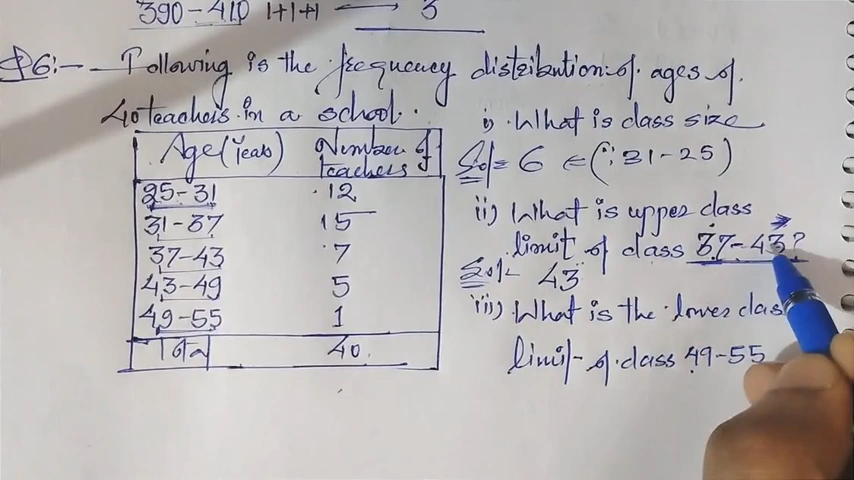 390-410 1+1+1 → 3
Q6:- Following is the frequency distribution of ages of
40 teachers in a school.
Age (Years) Number of teachers
25-31 12
31-37 15
37-43 7
43-49 5
49-55 1
40
i) What is class size
Sol= 6 ∈ (∵ 31-25)
ii) What is upper class
limit of class 37-43?
Sol- 43
iii) What is the lower clas
limit of class 49-55